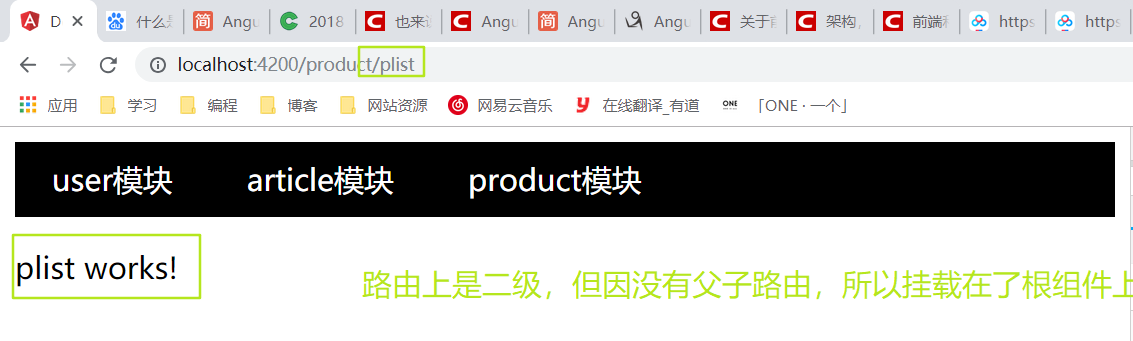 D
什么是
Angu
2018
也来谈
Angu
Angu
Angu
关于前
架构,
前端科
https
https
localhost:4200/product/plist
应用 学习 编程 博客 网站资源 网易云音乐 在线翻译_有道 「ONE · 一个」
user模块 article模块 product模块
plist works!
路由上是二级，但因没有父子路由，所以挂载在了根组件上